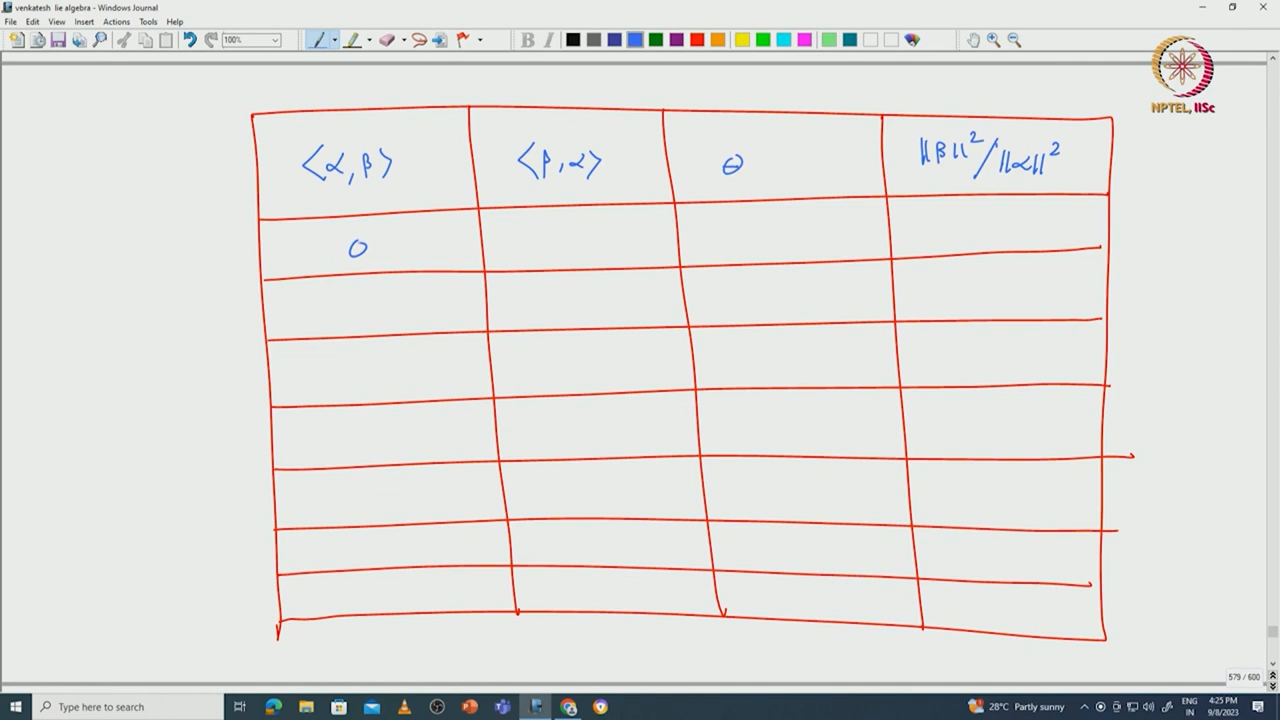 venkatesh lie algebra - Windows Journal
File Edit View Insert Actions Tools Help
100%
B I
NPTEL, IISc
⟨α, β⟩ ⟨β, α⟩ θ ||β||²/||α||²
0
579 / 600
Type here to search
28°C Partly sunny
ENG
IN
4:25 PM
9/8/2023